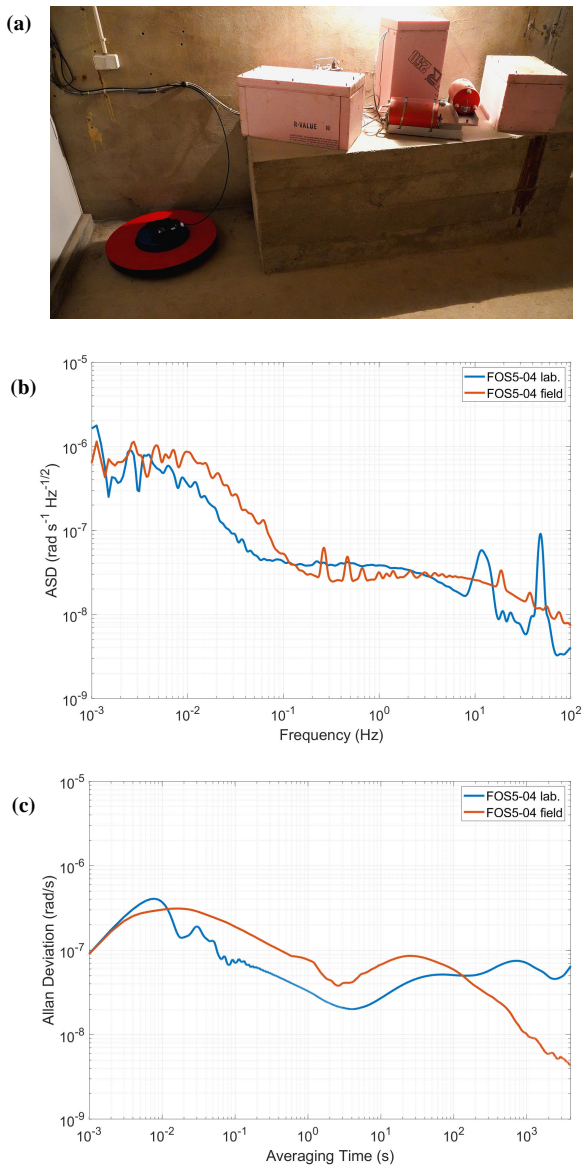 (a)
R-VALUE 10
(b)
10^-5
10^-6
10^-7
10^-8
10^-9
ASD (rad s^-1 Hz^-1/2)
FOS5-04 lab.
FOS5-04 field
10^-3
10^-2
10^-1
10^0
10^1
10^2
Frequency (Hz)
(c)
10^-5
10^-6
10^-7
10^-8
10^-9
Allan Deviation (rad/s)
FOS5-04 lab.
FOS5-04 field
10^-3
10^-2
10^-1
10^0
10^1
10^2
10^3
Averaging Time (s)